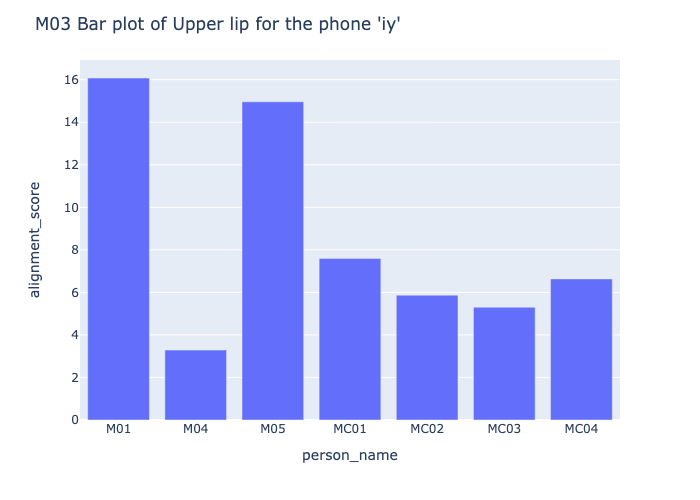 M03 Bar plot of Upper lip for the phone 'iy'
alignment_score
16
14
12
10
8
6
4
2
0
M01 M04 M05 MC01 MC02 MC03 MC04
person_name